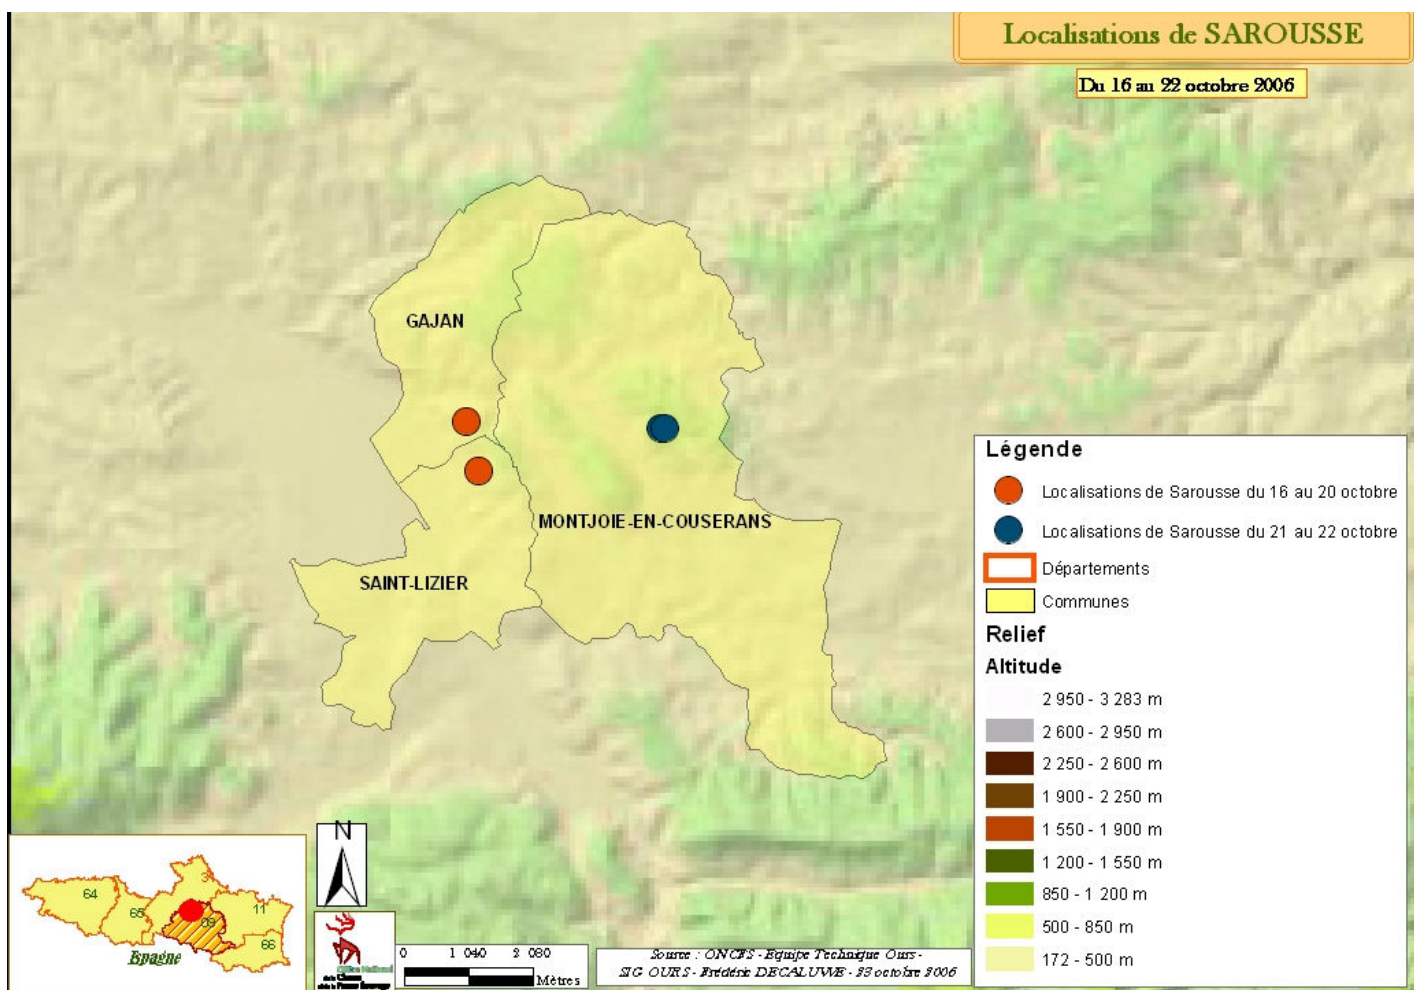 Localisations de SAROUSSE
Du 16 au 22 octobre 2006
GAJAN
MONTJOIE-EN-COUSERANS
SAINT-LIZIER
Légende
Localisations de Sarousse du 16 au 20 octobre
Localisations de Sarousse du 21 au 22 octobre
Départements
Communes
Relief
Altitude
2 950 - 3 283 m
2 600 - 2 950 m
2 250 - 2 600 m
1 900 - 2 250 m
1 550 - 1 900 m
1 200 - 1 550 m
850 - 1 200 m
500 - 850 m
172 - 500 m
64
65
3
09
11
66
Epagne
N
0 1 040 2 080
Mètres
Source : ONCFS - Equipe Technique Ours -
SIG OURS - Frédéric DECALUWE - 23 octobre 2006